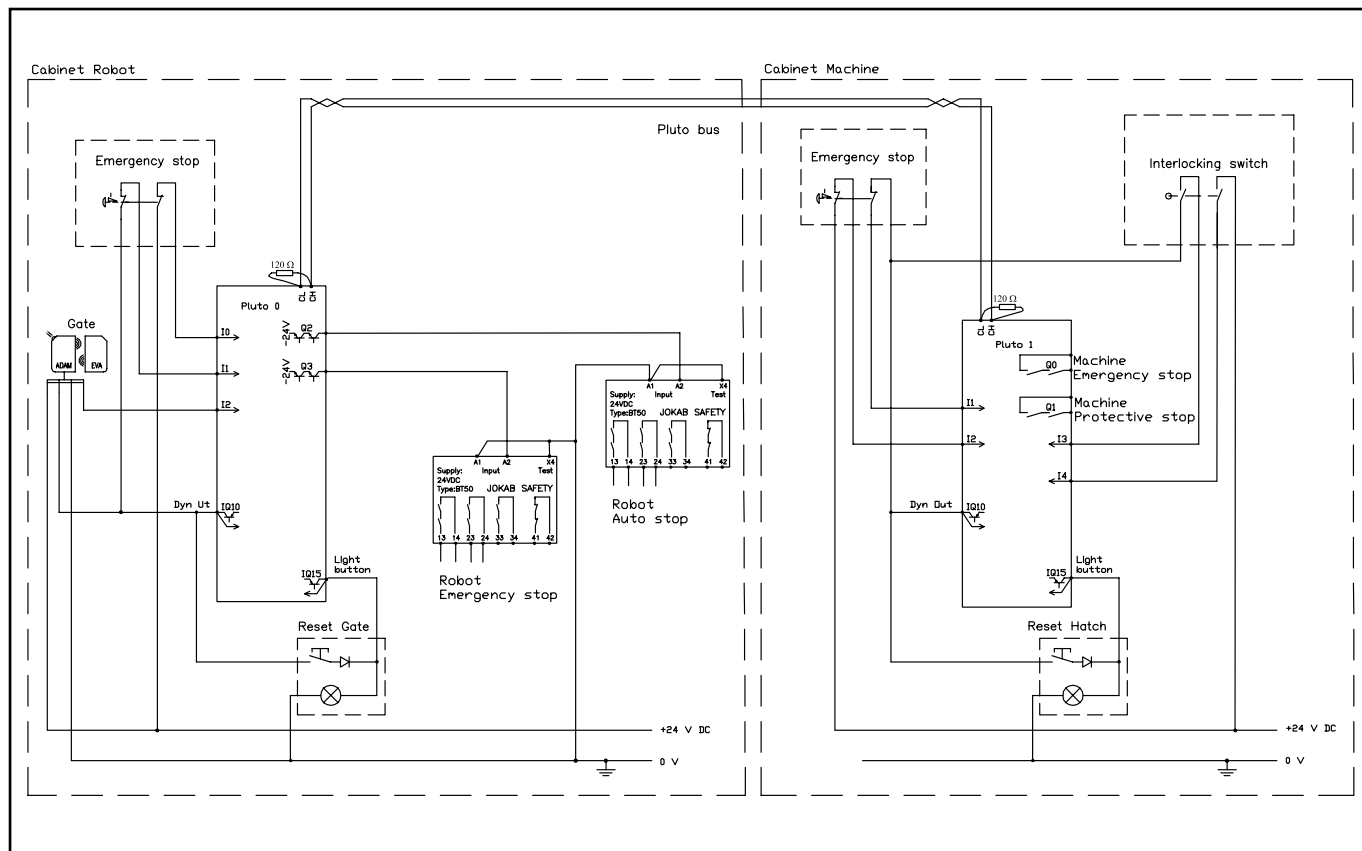 Cabinet Robot
Cabinet Machine
Pluto bus
Emergency stop
Emergency stop
Interlocking switch
120 Ω
CL
CH
Pluto 0
Gate
ADAM
EVA
I0
I1
I2
-24V
Q2
-24V
Q3
Dyn Ut
IQ10
IQ15
Light
button
Reset Gate
A1 A2 X4
Supply: Input Test
24VDC
Type:BT50 JOKAB SAFETY
13 14 23 24 33 34 41 42
Robot
Emergency stop
A1 A2 X4
Supply: Input Test
24VDC
Type:BT50 JOKAB SAFETY
13 14 23 24 33 34 41 42
Robot
Auto stop
+24 V DC
0 V
120 Ω
CL
CH
Pluto 1
Q0
Machine
Emergency stop
Q1
Machine
Protective stop
I1
I2
I3
I4
Dyn Out
IQ10
IQ15
Light
button
Reset Hatch
+24 V DC
0 V